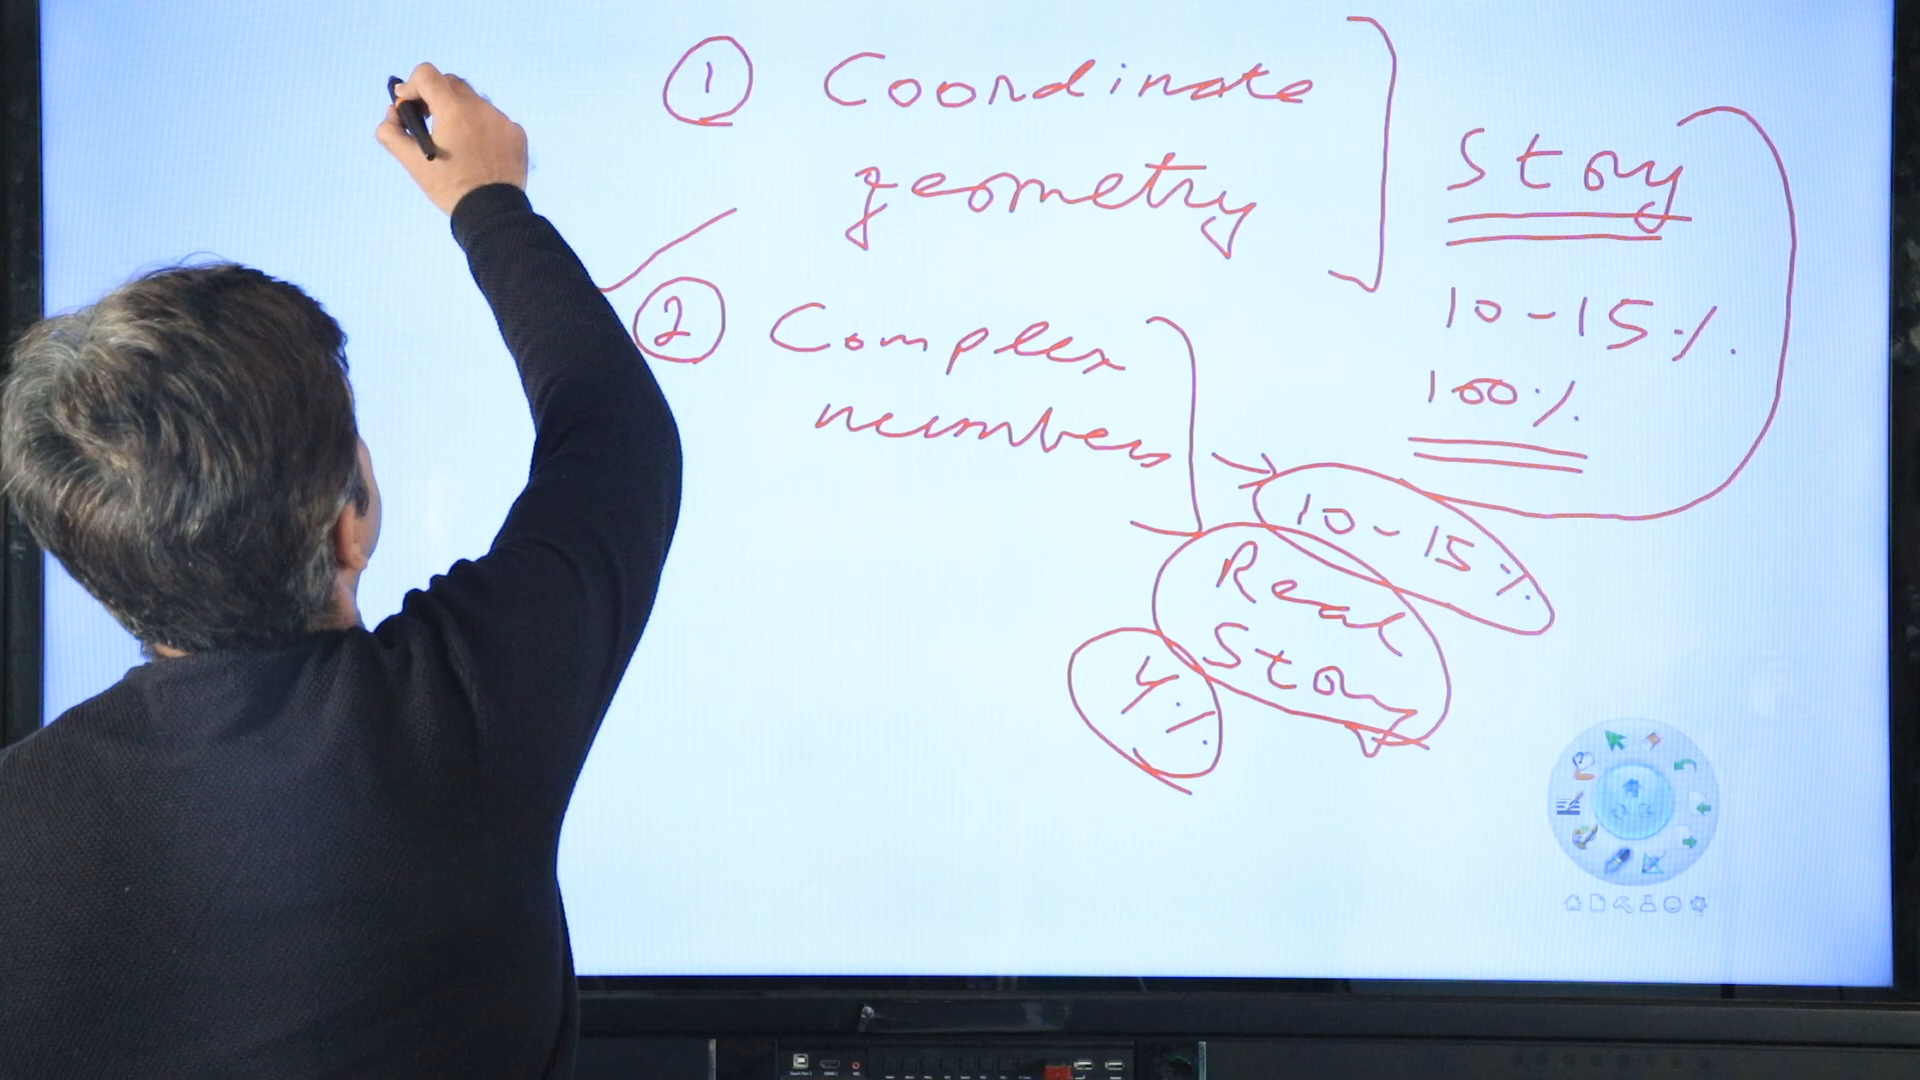 1 Coordinate
geometry
Story
10-15%
100%
2 Complex
numbers
10-15%
Real
Story
4%